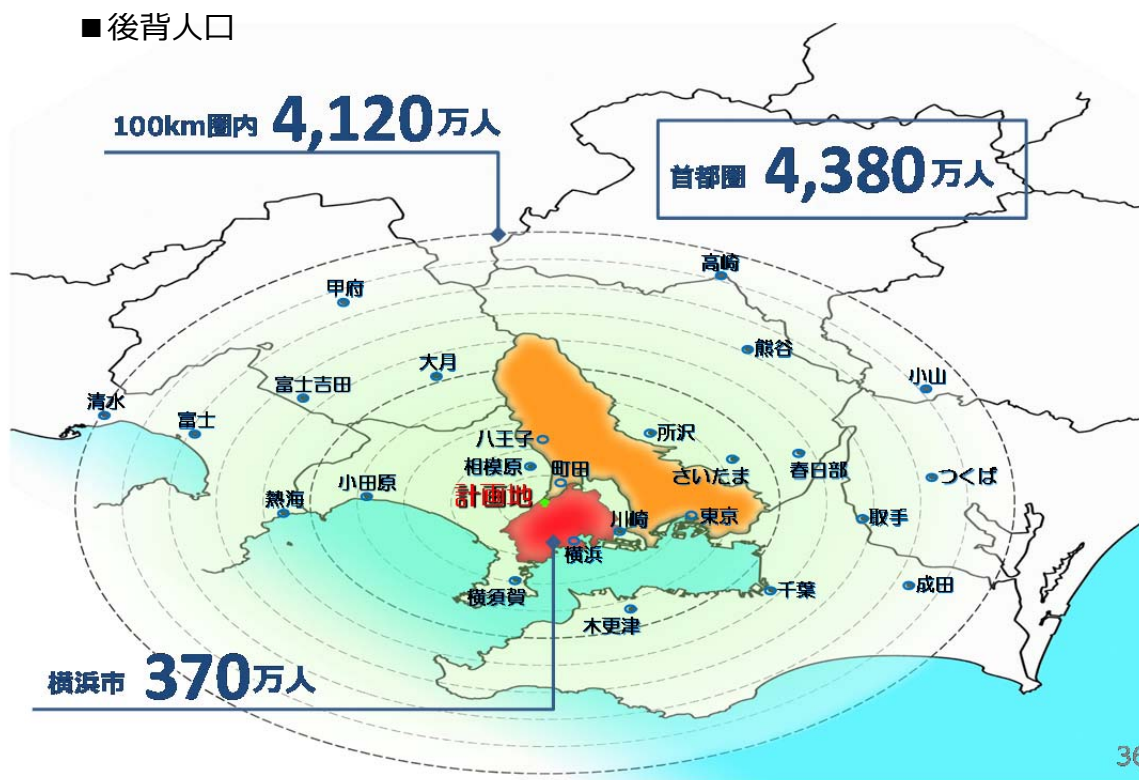 ■後背人口
100km圏内 4,120万人
首都圏 4,380万人
高崎
甲府
熊谷
大月
小山
富士吉田
清水
富士
八王子
所沢
相模原
町田
さいたま
春日部
つくば
小田原
計画地
熱海
川崎
東京
取手
横浜
横須賀
千葉
成田
木更津
横浜市 370万人
36